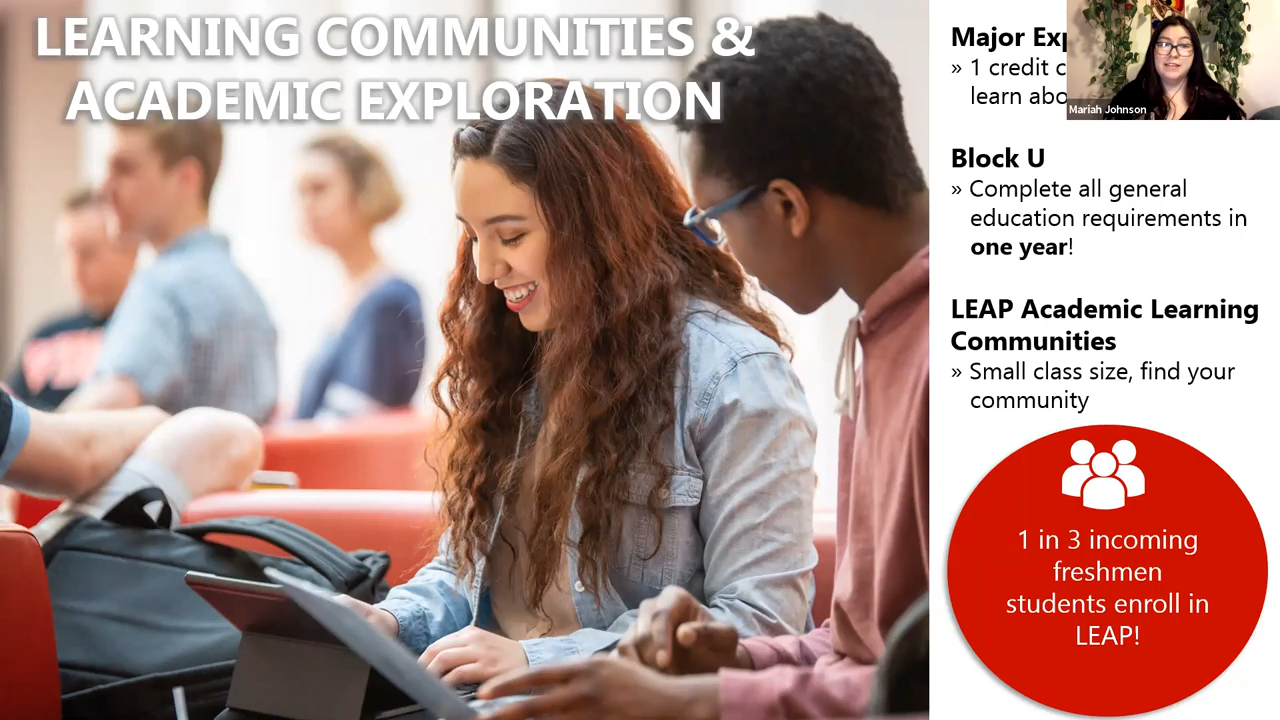 LEARNING COMMUNITIES &
ACADEMIC EXPLORATION
Major
» 1 credit
learn
Mariah Johnson
Block U
» Complete all general
education requirements in
one year!
LEAP Academic Learning
Communities
» Small class size, find your
community
1 in 3 incoming
freshmen
students enroll in
LEAP!